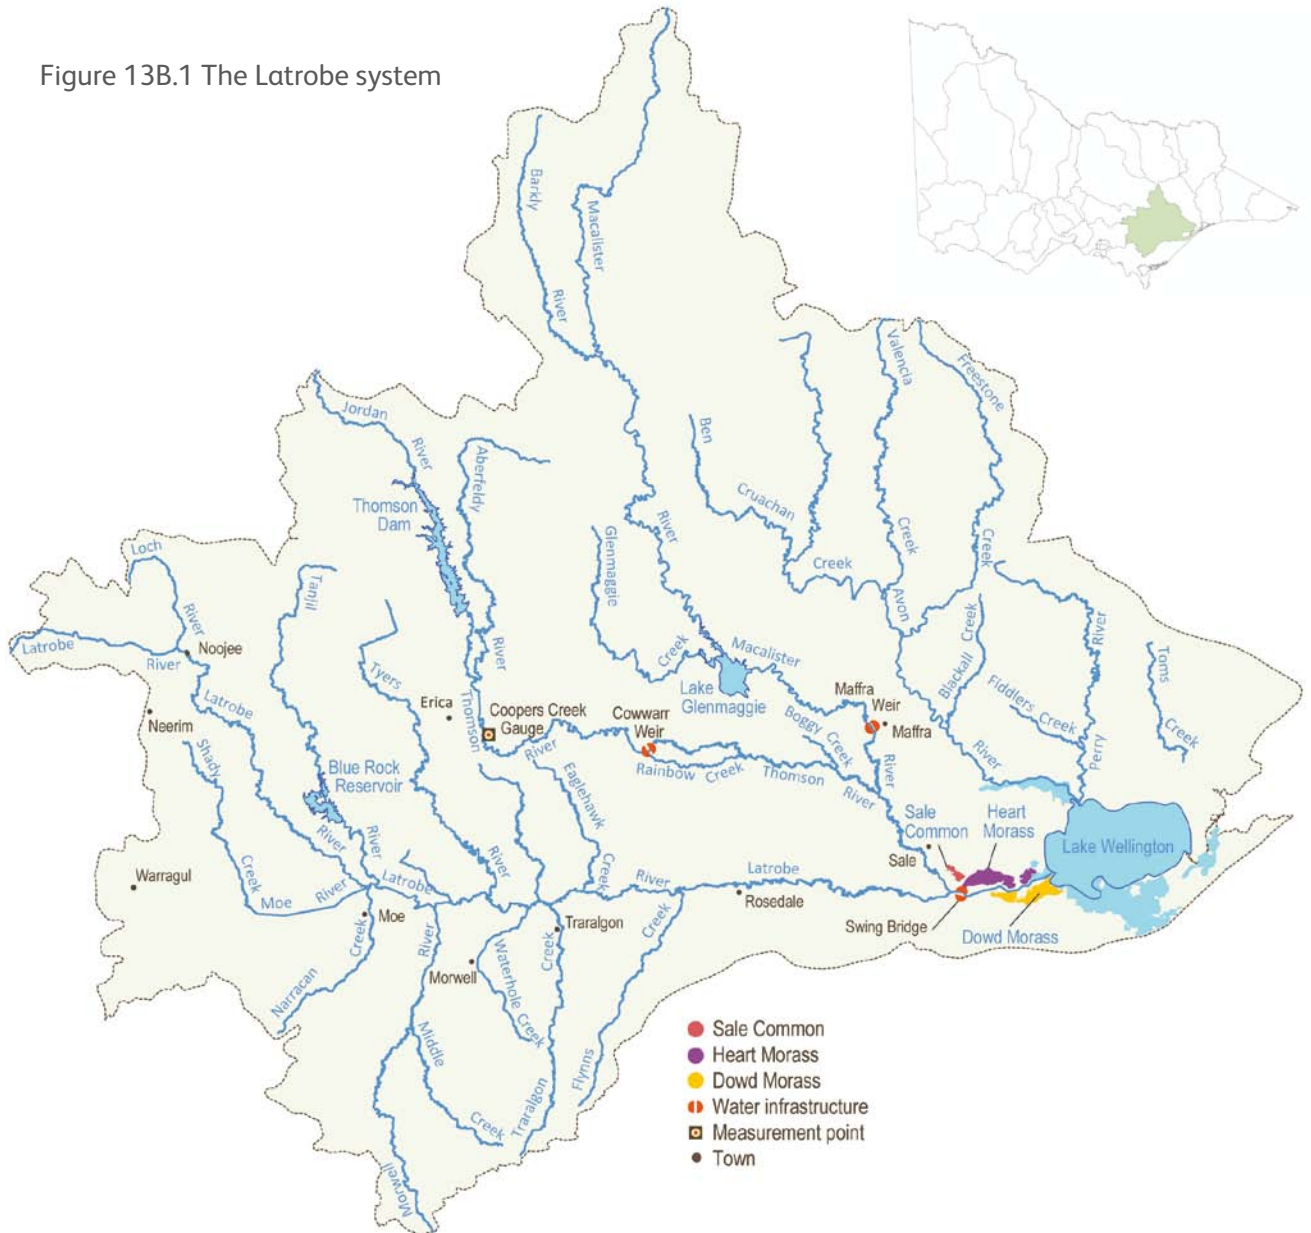 Figure 13B.1 The Latrobe system
Barkly
River
Macalister
Valencia
Freestone
Jordan
River
Ben
Aberfeldy
Thomson
Dam
Cruachan
River
Glenmaggie
Creek
Creek
Creek
Loch
River
Tanjil
Avon
Blackall Creek
River
Latrobe
River
Noojee
Tyers
River
Creek
Macalister
Toms
Creek
Fiddlers Creek
Lake
Glenmaggie
Latrobe
Neerim
Erica
Thomson
Coopers Creek
Gauge
Cowwarr
Weir
Maffra
Weir
Maffra
Boggy
Creek
River
Perry
Shady
Creek
River
Rainbow
Creek
Thomson
River
River
Blue Rock
Reservoir
River
River
Eaglehawk
Creek
Sale
Common
Heart
Morass
Lake Wellington
Sale
Warragul
Moe
River
Latrobe
River
River
Latrobe
Rosedale
Moe
Creek
Narracan
River
Morwell
Waterhole Creek
Creek
Traralgon
Creek
Swing Bridge
Dowd Morass
Middle
Creek
Traralgon
Flynns
Morwell
Sale Common
Heart Morass
Dowd Morass
Water infrastructure
Measurement point
Town